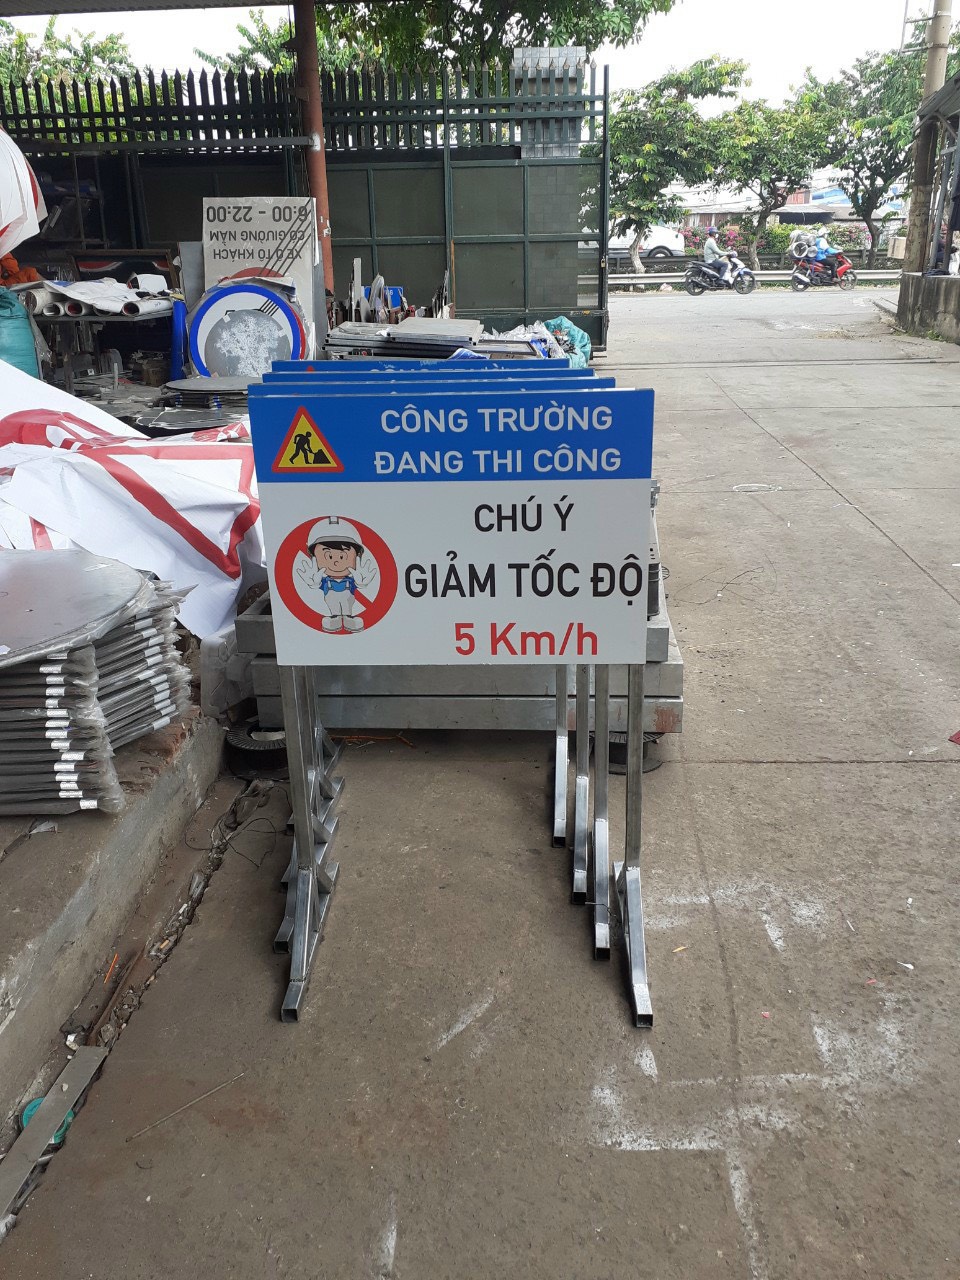 6:00 - 22:00
CÓ GIƯỜNG NẰM
XE Ô TÔ KHÁCH
CÔNG TRƯỜNG
ĐANG THI CÔNG
CHÚ Ý
GIẢM TỐC ĐỘ
5 Km/h